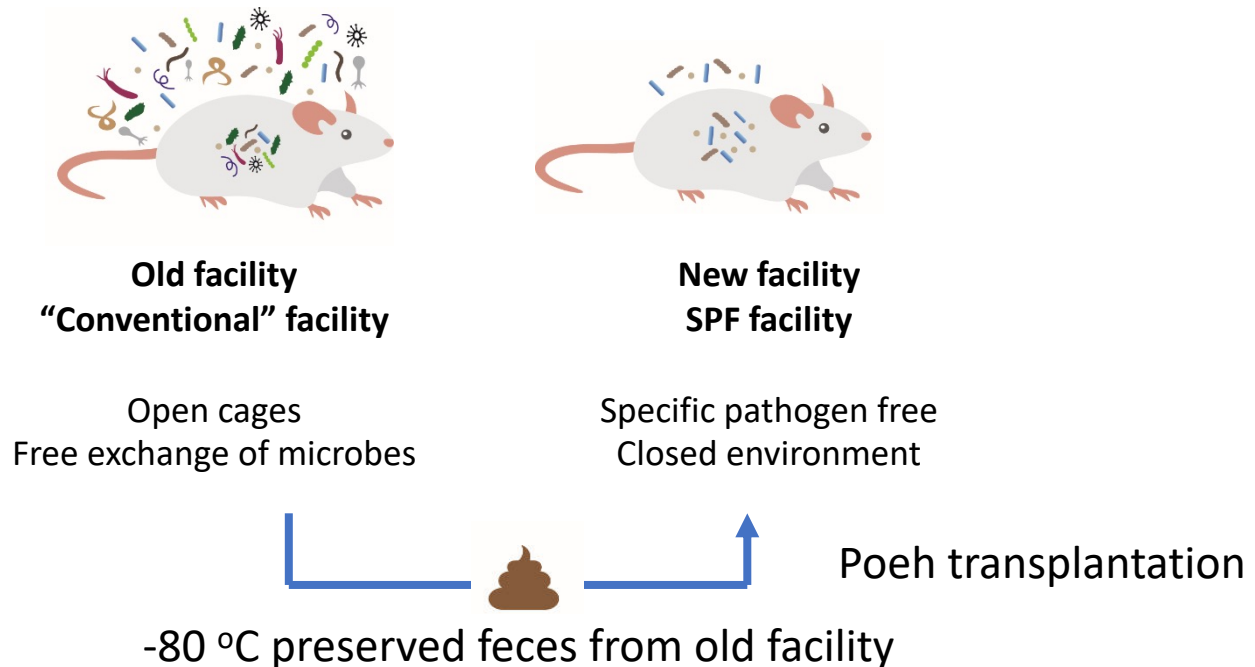 Old facility
“Conventional” facility
Open cages
Free exchange of microbes
New facility
SPF facility
Specific pathogen free
Closed environment
Poeh transplantation
-80 ºC preserved feces from old facility